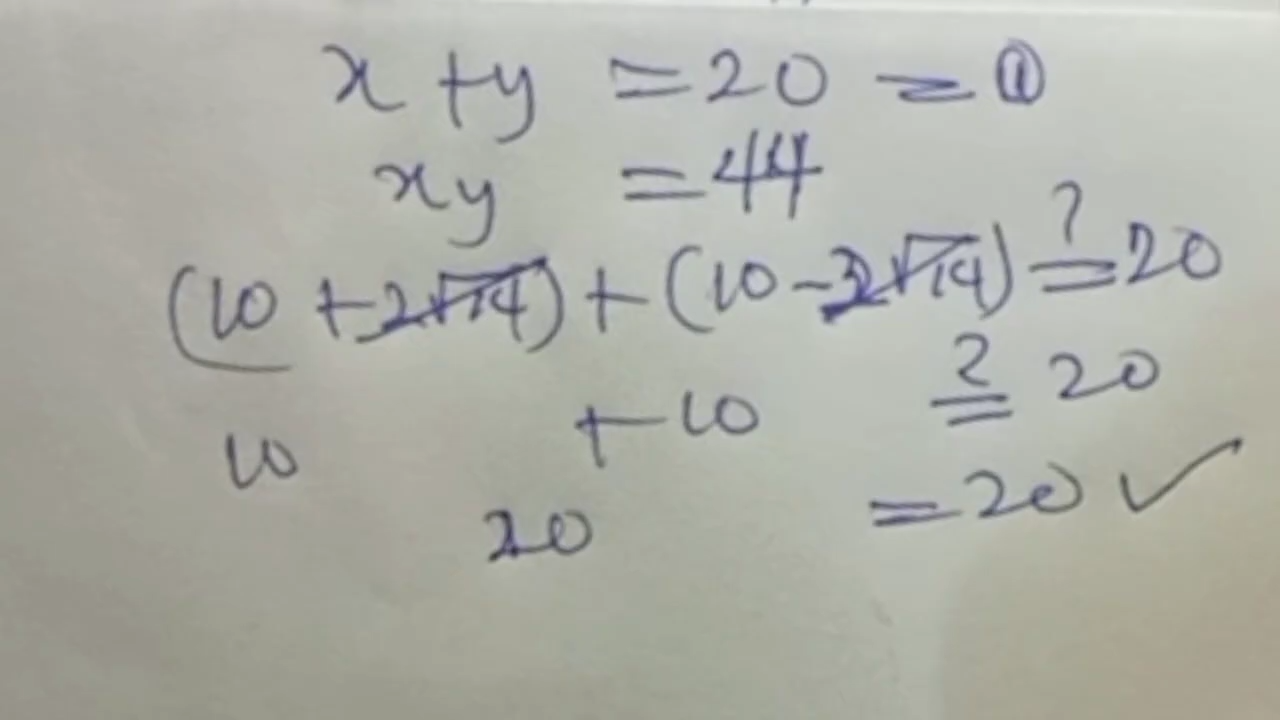 x + y = 20 = ①
xy = 44
(10 + 2√14) + (10 - 2√14) ?= 20
10 + 10 ?= 20
20 = 20 ✓